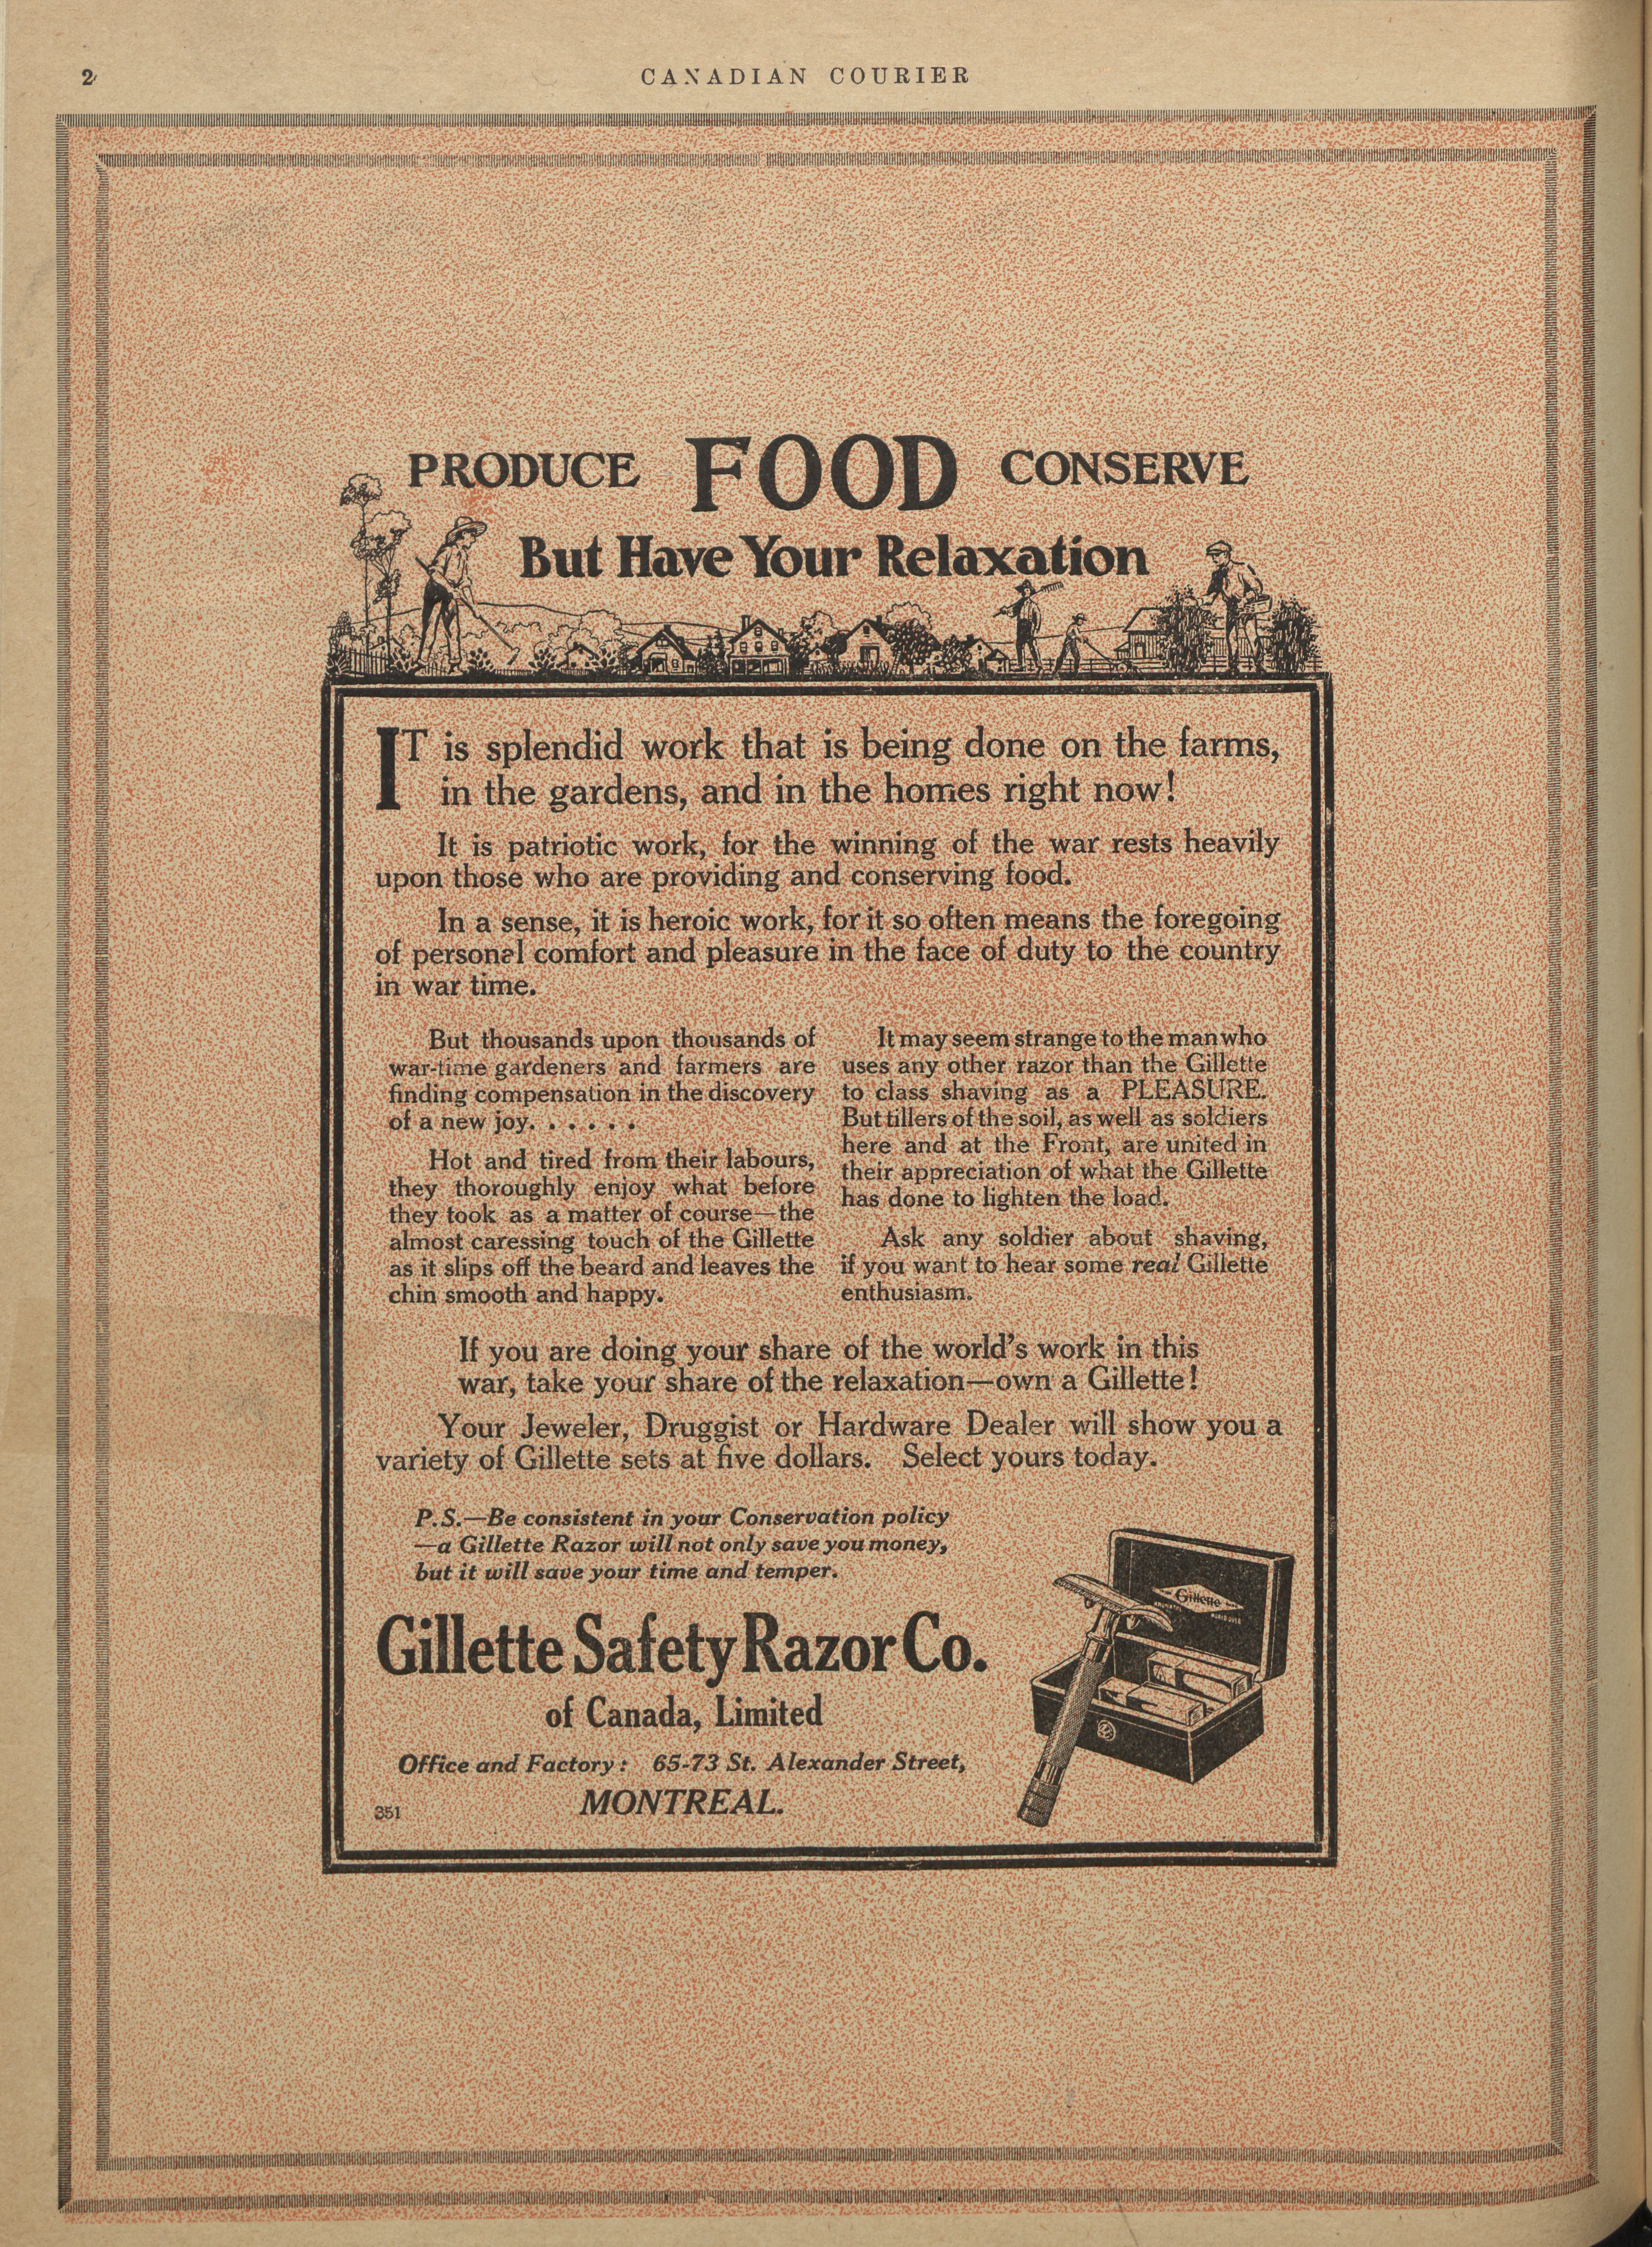 2
CANADIAN COURIER
PRODUCE FOOD CONSERVE
But Have Your Relaxation
IT is splendid work that is being done on the farms,
in the gardens, and in the homes right now!
It is patriotic work, for the winning of the war rests heavily
upon those who are providing and conserving food.
In a sense, it is heroic work, for it so often means the foregoing
of personal comfort and pleasure in the face of duty to the country
in war time.
But thousands upon thousands of
war-time gardeners and farmers are
finding compensation in the discovery
of a new joy. . . . . .
Hot and tired from their labours,
they thoroughly enjoy what before
they took as a matter of course—the
almost caressing touch of the Gillette
as it slips off the beard and leaves the
chin smooth and happy.
It may seem strange to the man who
uses any other razor than the Gillette
to class shaving as a PLEASURE.
But tillers of the soil, as well as soldiers
here and at the Front, are united in
their appreciation of what the Gillette
has done to lighten the load.
Ask any soldier about shaving,
if you want to hear some real Gillette
enthusiasm.
If you are doing your share of the world's work in this
war, take your share of the relaxation—own a Gillette!
Your Jeweler, Druggist or Hardware Dealer will show you a
variety of Gillette sets at five dollars. Select yours today.
P.S.—Be consistent in your Conservation policy
—a Gillette Razor will not only save you money,
but it will save your time and temper.
Gillette
Gillette Safety Razor Co.
of Canada, Limited
Office and Factory: 65-73 St. Alexander Street,
MONTREAL.
351